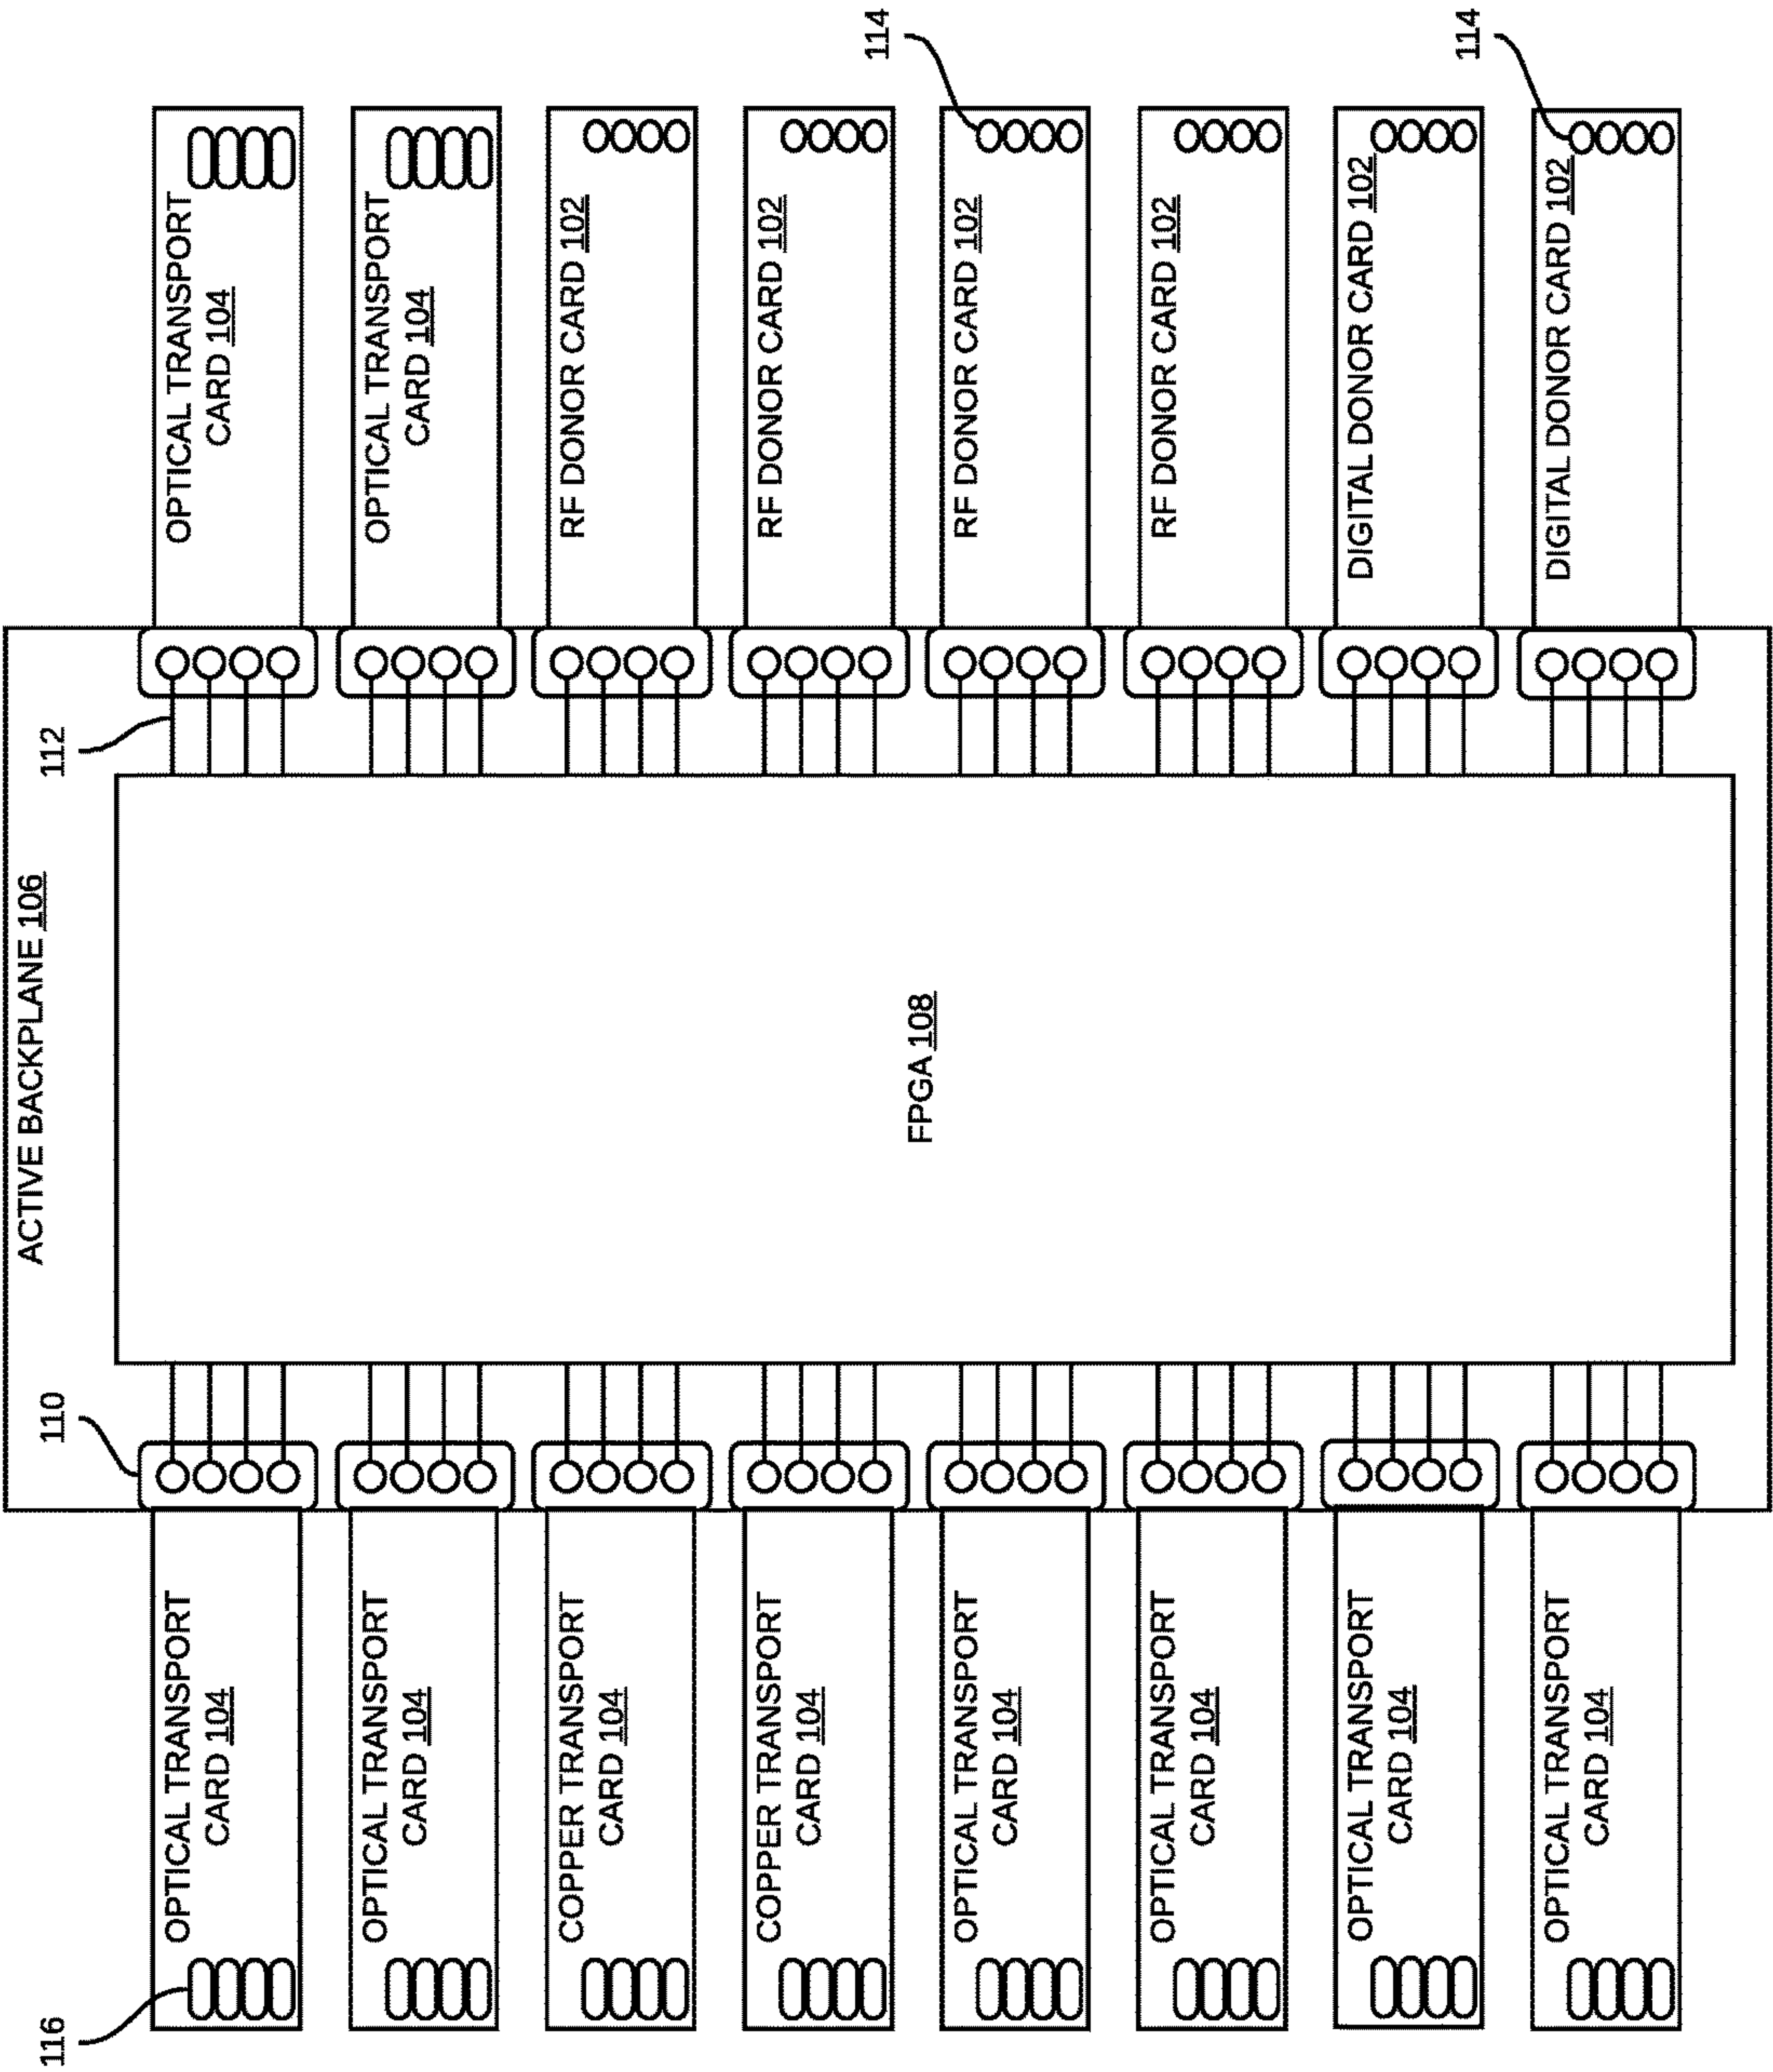 ACTIVE BACKPLANE 106
116
110
112
OPTICAL TRANSPORT
CARD 104
OPTICAL TRANSPORT
CARD 104
OPTICAL TRANSPORT
CARD 104
OPTICAL TRANSPORT
CARD 104
COPPER TRANSPORT
CARD 104
RF DONOR CARD 102
COPPER TRANSPORT
CARD 104
RF DONOR CARD 102
114
FPGA 108
OPTICAL TRANSPORT
CARD 104
RF DONOR CARD 102
OPTICAL TRANSPORT
CARD 104
RF DONOR CARD 102
OPTICAL TRANSPORT
CARD 104
DIGITAL DONOR CARD 102
114
OPTICAL TRANSPORT
CARD 104
DIGITAL DONOR CARD 102